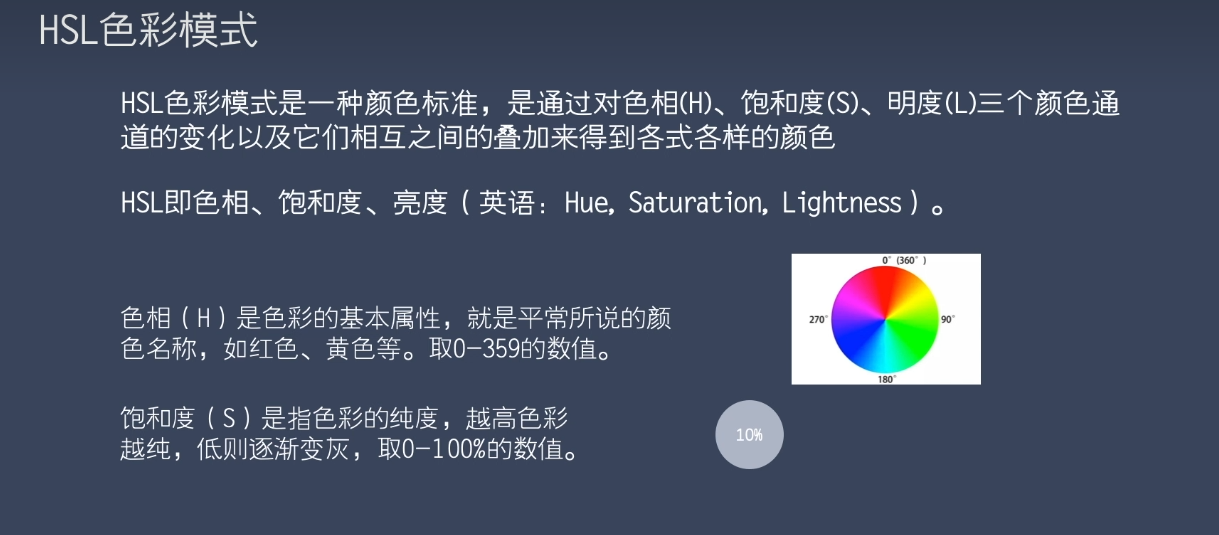 HSL色彩模式
HSL色彩模式是一种颜色标准，是通过对色相(H)、饱和度(S)、明度(L)三个颜色通
道的变化以及它们相互之间的叠加来得到各式各样的颜色
HSL即色相、饱和度、亮度（英语：Hue, Saturation, Lightness）。
0°（360°）
色相（H）是色彩的基本属性，就是平常所说的颜
色名称，如红色、黄色等。取0-359的数值。
270°
90°
180°
饱和度（S）是指色彩的纯度，越高色彩
越纯，低则逐渐变灰，取0-100%的数值。
10%